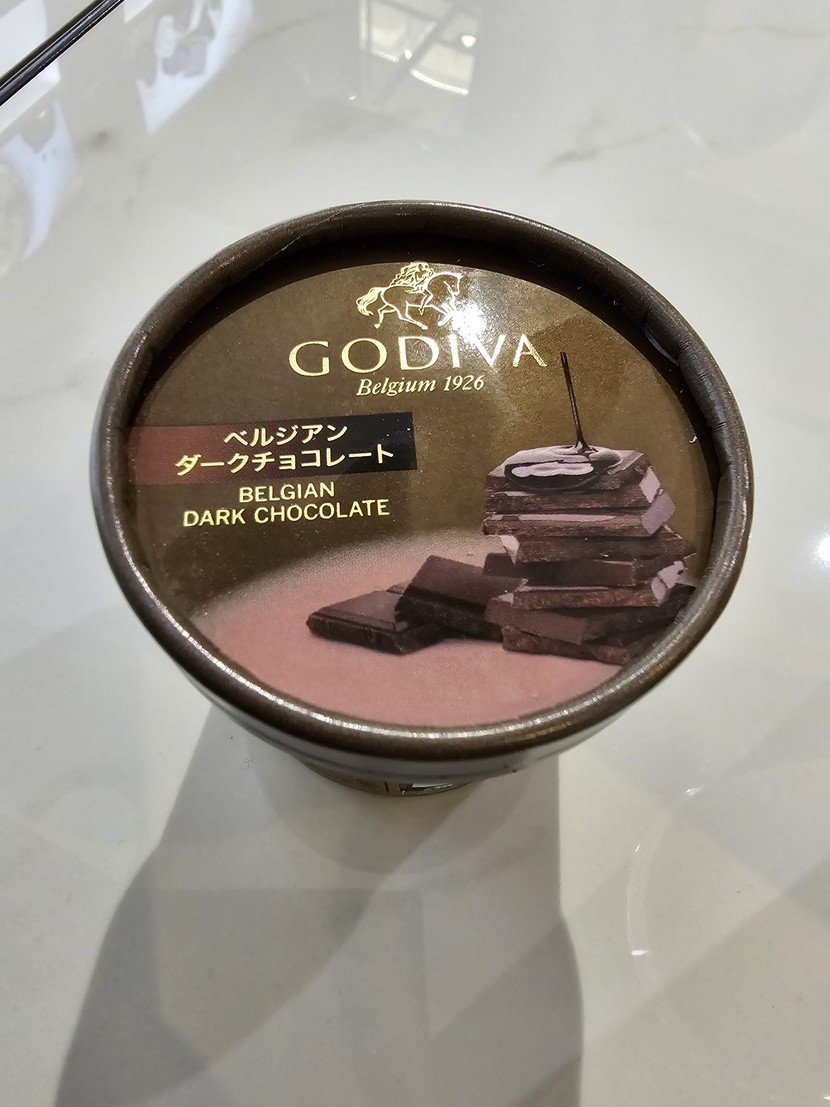 GODIVA
Belgium 1926
ベルジアン
ダークチョコレート
BELGIAN
DARK CHOCOLATE